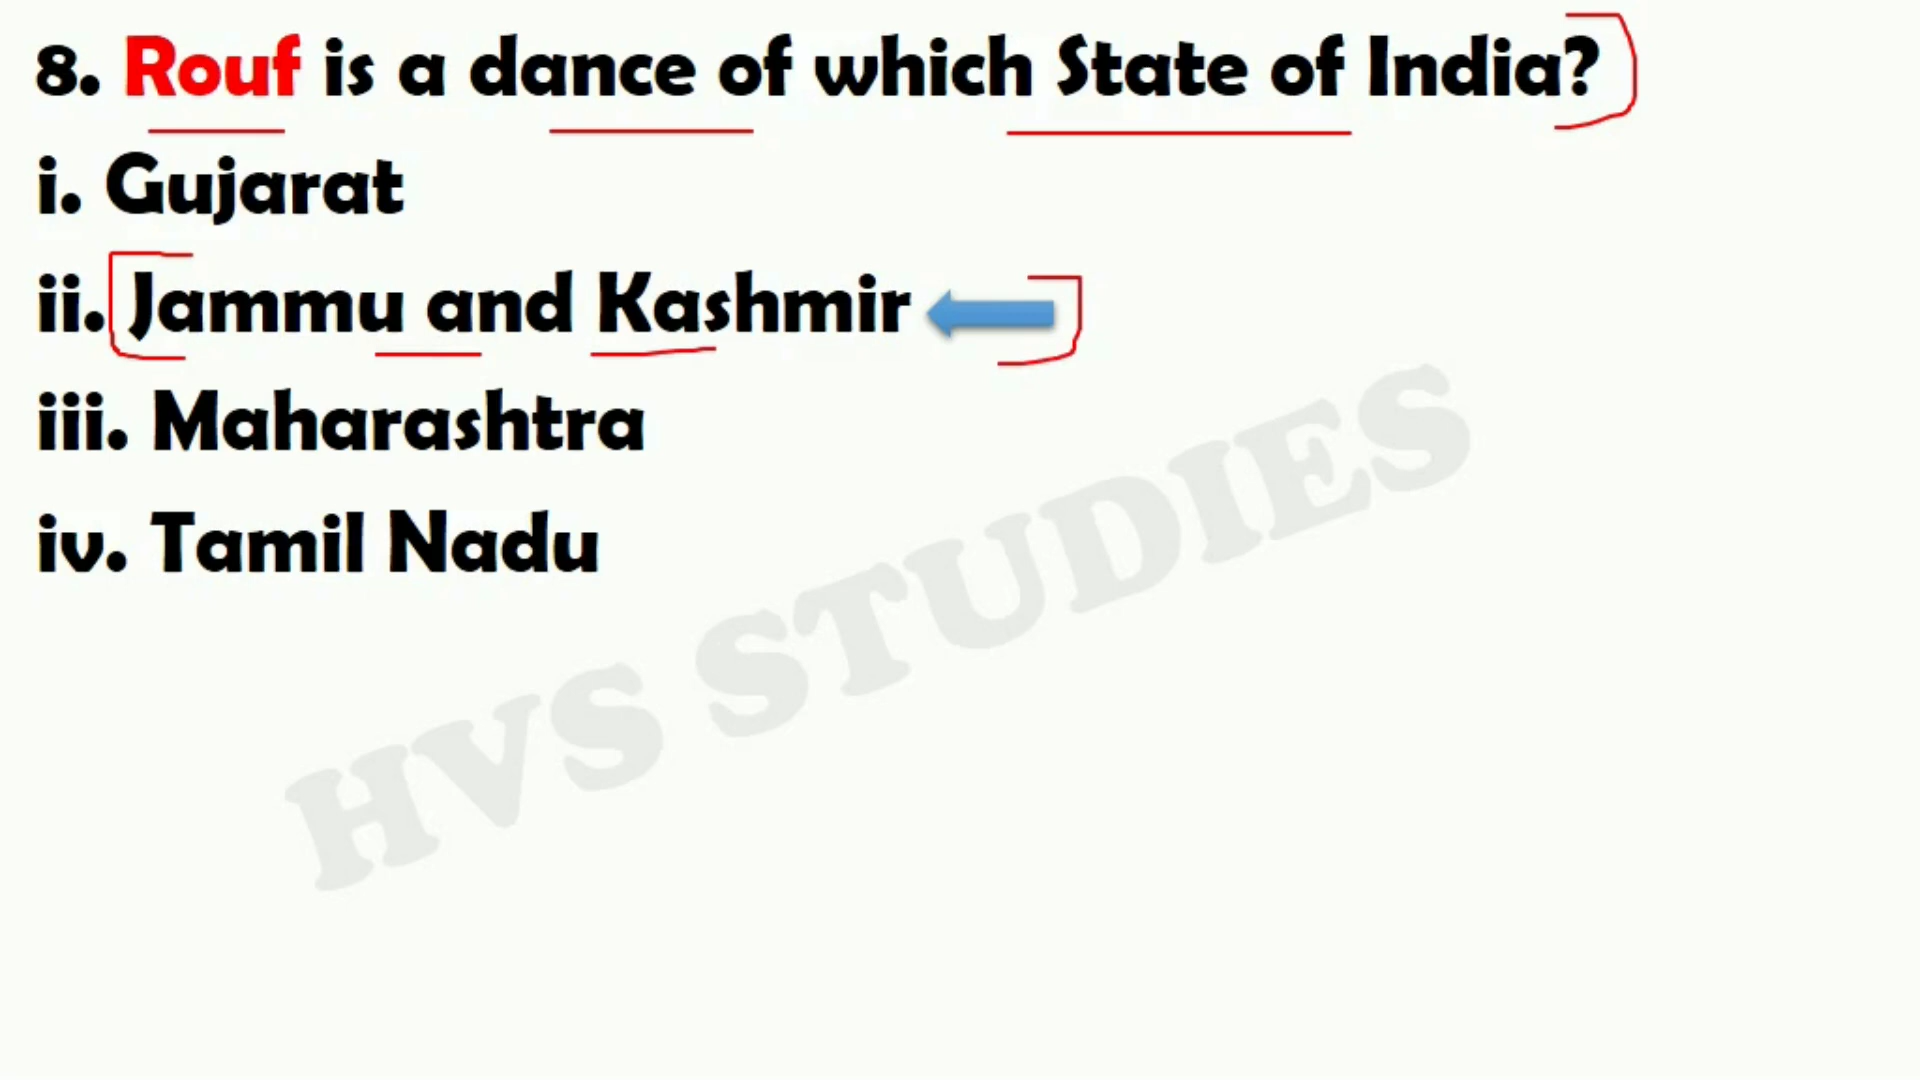 8. Rouf is a dance of which State of India?
i. Gujarat
ii. Jammu and Kashmir
iii. Maharashtra
iv. Tamil Nadu
HVS STUDIES